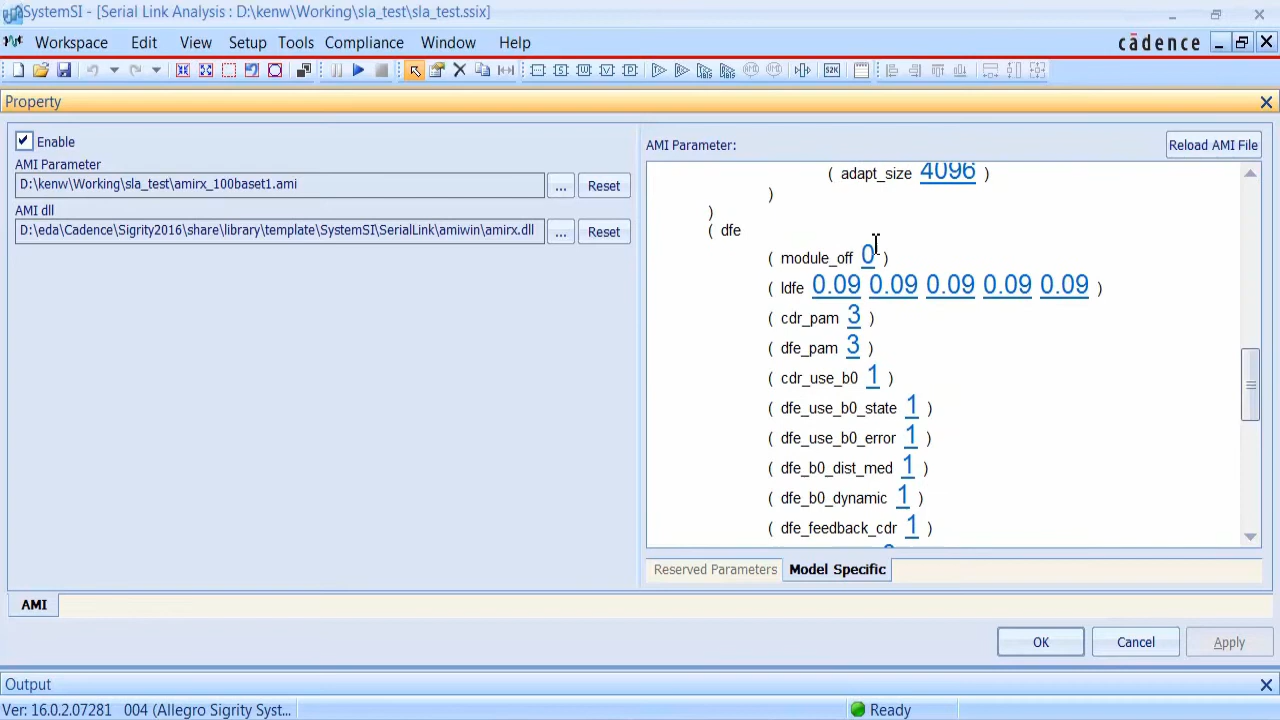 SystemSI - [Serial Link Analysis : D:\kenw\Working\sla_test\sla_test.ssix]
Workspace Edit View Setup Tools Compliance Window Help
cādence
Property
Enable
AMI Parameter
D:\kenw\Working\sla_test\amirx_100baset1.ami
... Reset
AMI dll
D:\eda\Cadence\Sigrity2016\share\library\template\SystemSI\SerialLink\amiwin\amirx.dll
... Reset
AMI Parameter:
Reload AMI File
( adapt_size 4096 )
)
)
( dfe
( module_off 0 )
( ldfe 0.09 0.09 0.09 0.09 0.09 )
( cdr_pam 3 )
( dfe_pam 3 )
( cdr_use_b0 1 )
( dfe_use_b0_state 1 )
( dfe_use_b0_error 1 )
( dfe_b0_dist_med 1 )
( dfe_b0_dynamic 1 )
( dfe_feedback_cdr 1 )
Reserved Parameters Model Specific
AMI
OK Cancel Apply
Output
Ver: 16.0.2.07281 004 (Allegro Sigrity Syst...
Ready